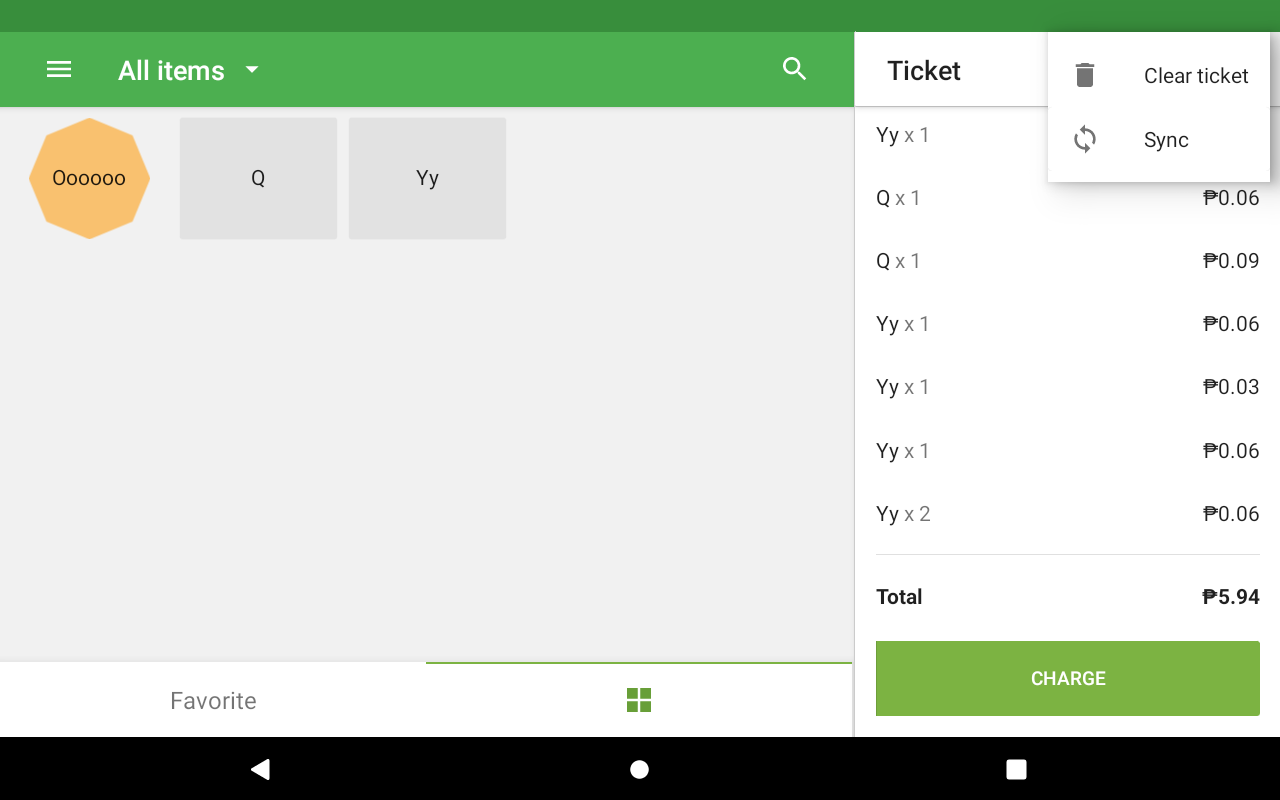 All items
Oooooo
Q
Yy
Favorite
Ticket
Clear ticket
Sync
Yy x 1
Q x 1 ₱0.06
Q x 1 ₱0.09
Yy x 1 ₱0.06
Yy x 1 ₱0.03
Yy x 1 ₱0.06
Yy x 2 ₱0.06
Total ₱5.94
CHARGE